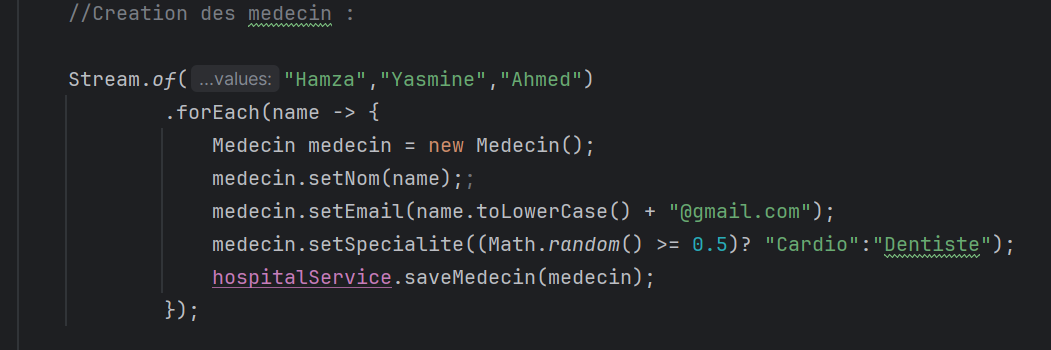 //Creation des medecin :
Stream.of( ...values: "Hamza","Yasmine","Ahmed")
.forEach(name -> {
Medecin medecin = new Medecin();
medecin.setNom(name);;
medecin.setEmail(name.toLowerCase() + "@gmail.com");
medecin.setSpecialite((Math.random() >= 0.5)? "Cardio":"Dentiste");
hospitalService.saveMedecin(medecin);
});